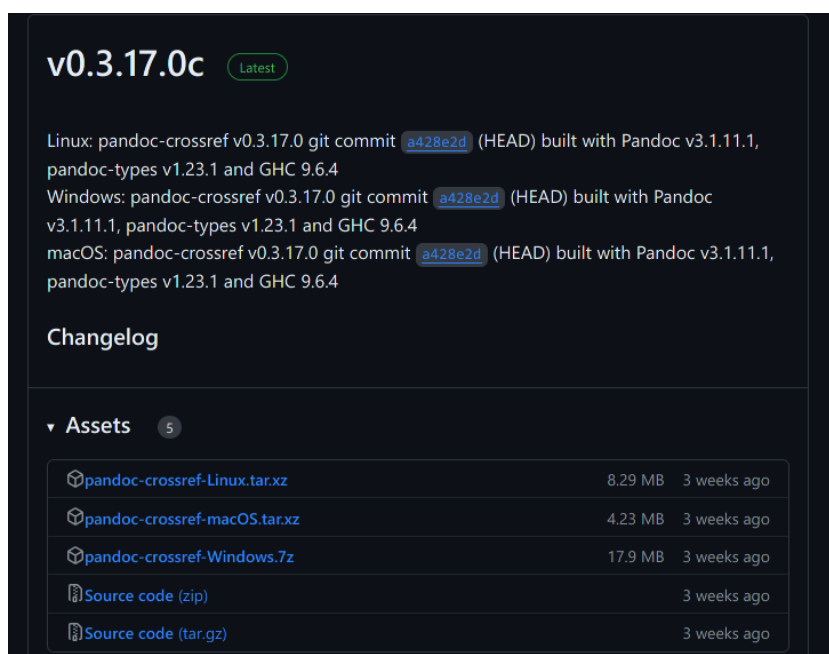 v0.3.17.0c Latest
Linux: pandoc-crossref v0.3.17.0 git commit a428e2d (HEAD) built with Pandoc v3.1.11.1,
pandoc-types v1.23.1 and GHC 9.6.4
Windows: pandoc-crossref v0.3.17.0 git commit a428e2d (HEAD) built with Pandoc
v3.1.11.1, pandoc-types v1.23.1 and GHC 9.6.4
macOS: pandoc-crossref v0.3.17.0 git commit a428e2d (HEAD) built with Pandoc v3.1.11.1,
pandoc-types v1.23.1 and GHC 9.6.4
Changelog
Assets 5
pandoc-crossref-Linux.tar.xz 8.29 MB 3 weeks ago
pandoc-crossref-macOS.tar.xz 4.23 MB 3 weeks ago
pandoc-crossref-Windows.7z 17.9 MB 3 weeks ago
Source code (zip) 3 weeks ago
Source code (tar.gz) 3 weeks ago